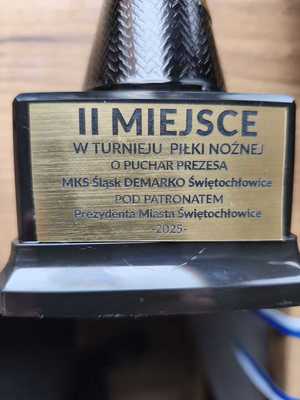 II MIEJSCE
W TURNIEJU PIŁKI NOŻNEJ
O PUCHAR PREZESA
MKS Śląsk DEMARKO Świętochłowice
POD PATRONATEM
Prezydenta Miasta Świętochłowice
-2025-